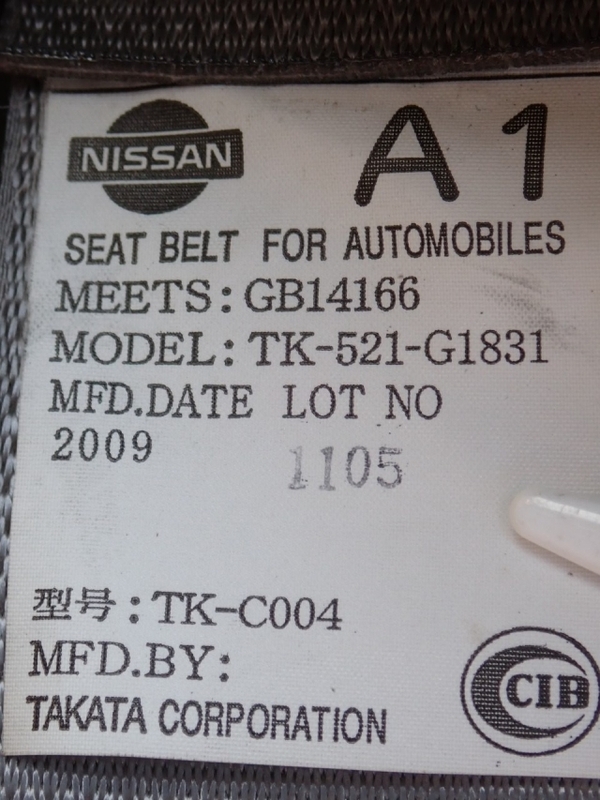 NISSAN A1
SEAT BELT FOR AUTOMOBILES
MEETS: GB14166
MODEL: TK-521-G1831
MFD.DATE LOT NO
2009 1105
型号: TK-C004
MFD.BY:
TAKATA CORPORATION
CIB